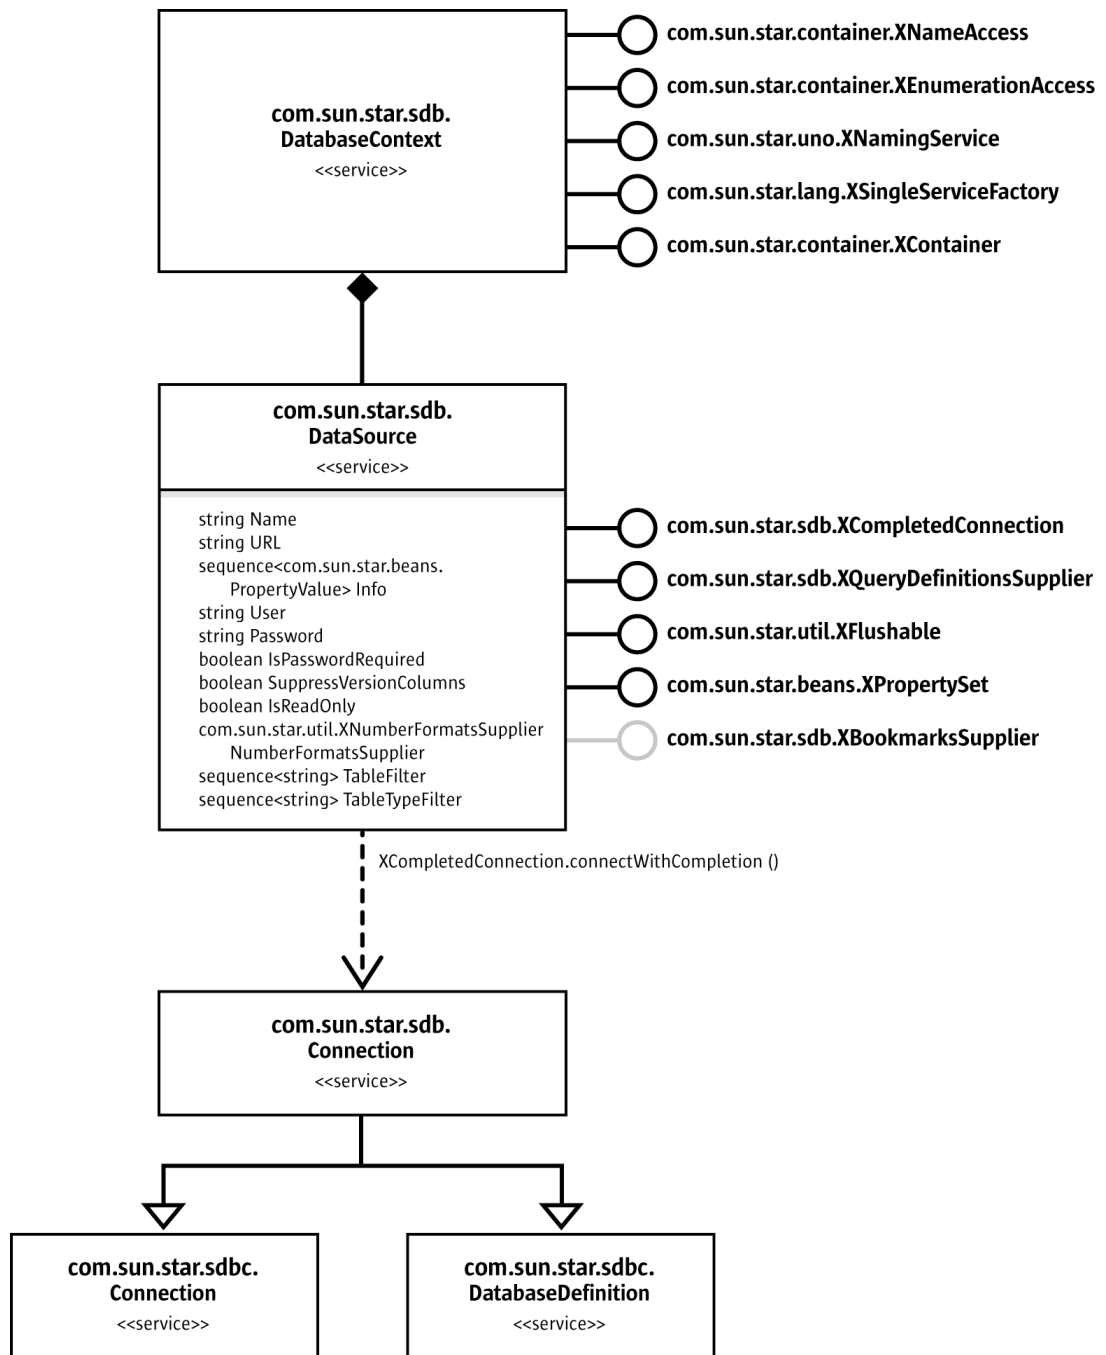 com.sun.star.sdb.
DatabaseContext
<<service>>
com.sun.star.container.XNameAccess
com.sun.star.container.XEnumerationAccess
com.sun.star.uno.XNamingService
com.sun.star.lang.XSingleServiceFactory
com.sun.star.container.XContainer
com.sun.star.sdb.
DataSource
<<service>>
string Name
string URL
sequence<com.sun.star.beans.
PropertyValue> Info
string User
string Password
boolean IsPasswordRequired
boolean SuppressVersionColumns
boolean IsReadOnly
com.sun.star.util.XNumberFormatsSupplier
NumberFormatsSupplier
sequence<string> TableFilter
sequence<string> TableTypeFilter
com.sun.star.sdb.XCompletedConnection
com.sun.star.sdb.XQueryDefinitionsSupplier
com.sun.star.util.XFlushable
com.sun.star.beans.XPropertySet
com.sun.star.sdb.XBookmarksSupplier
XCompletedConnection.connectWithCompletion ()
com.sun.star.sdb.
Connection
<<service>>
com.sun.star.sdbc.
Connection
<<service>>
com.sun.star.sdbc.
DatabaseDefinition
<<service>>